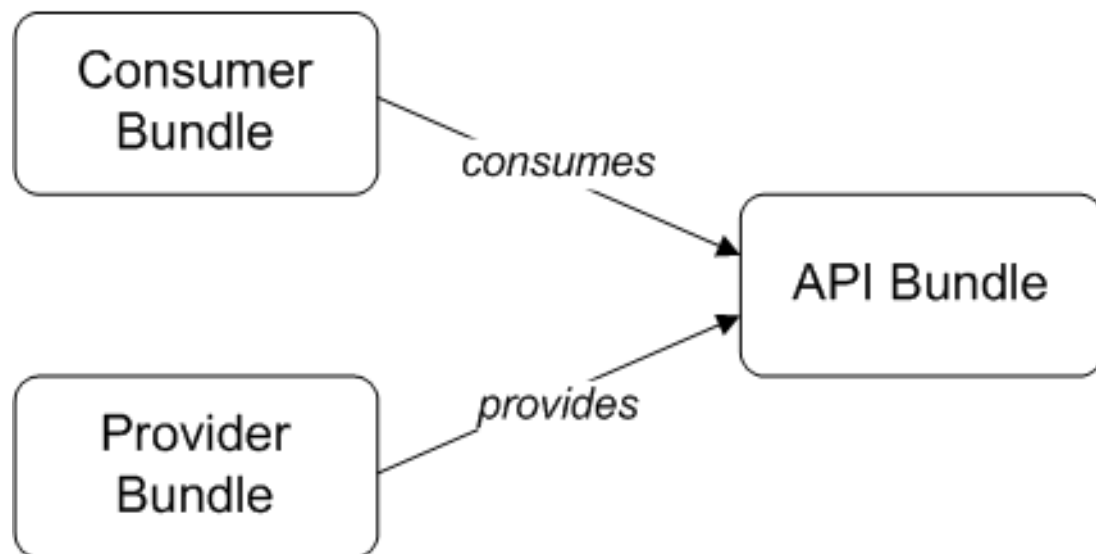 Consumer
Bundle
consumes
API Bundle
provides
Provider
Bundle